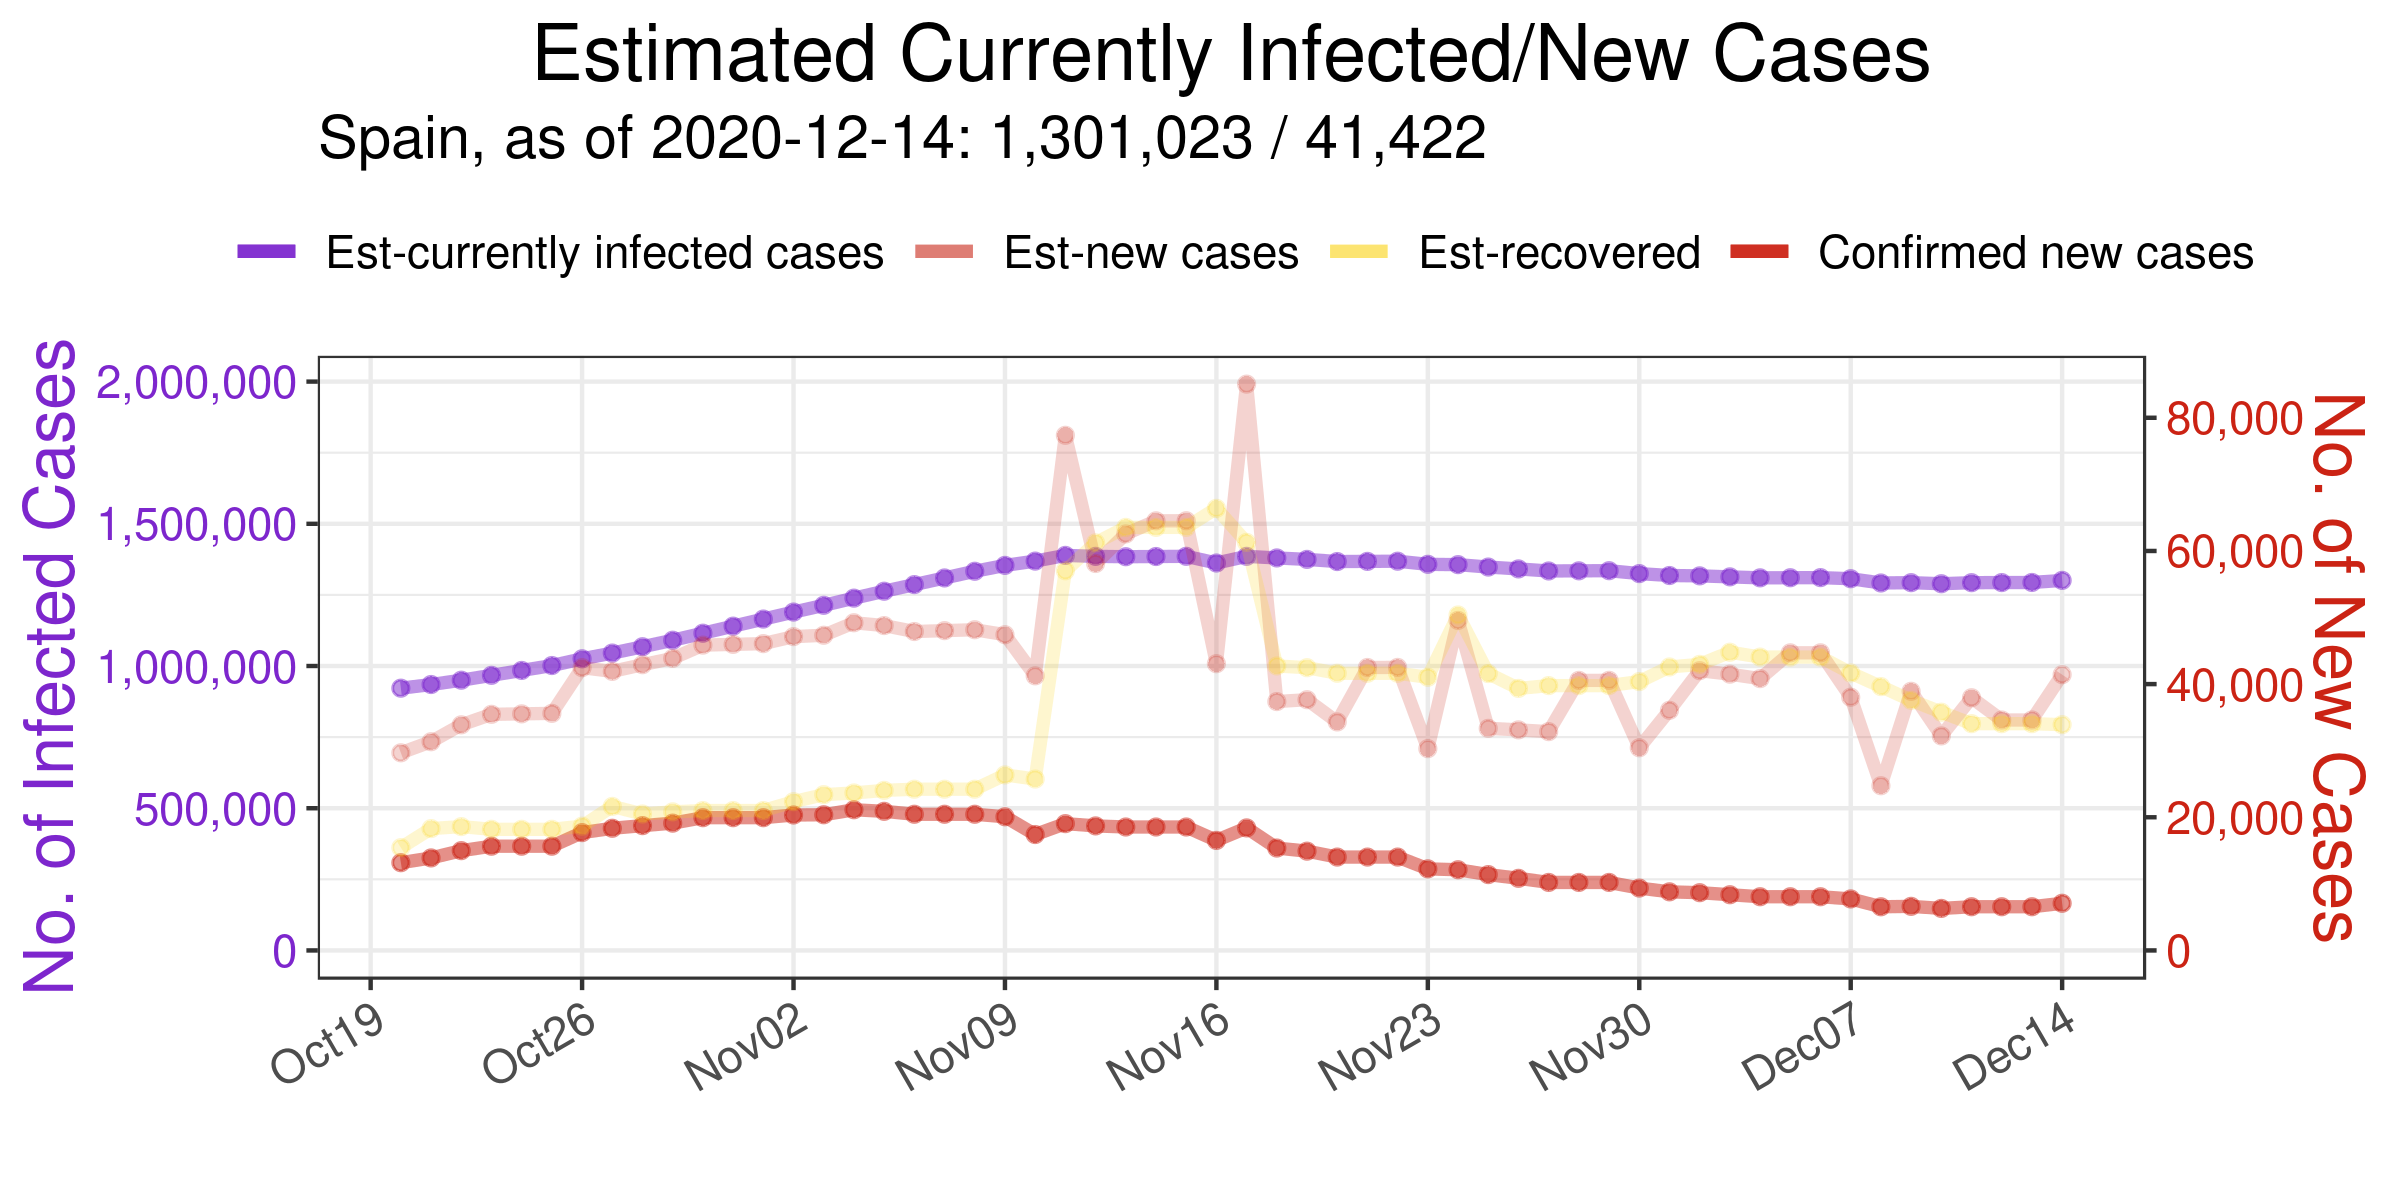 Estimated Currently Infected/New Cases
Spain, as of 2020-12-14: 1,301,023 / 41,422
Est-currently infected cases Est-new cases Est-recovered Confirmed new cases
No. of Infected Cases
2,000,000
1,500,000
1,000,000
500,000
0
80,000
60,000
40,000
20,000
0
No. of New Cases
Oct19 Oct26 Nov02 Nov09 Nov16 Nov23 Nov30 Dec07 Dec14